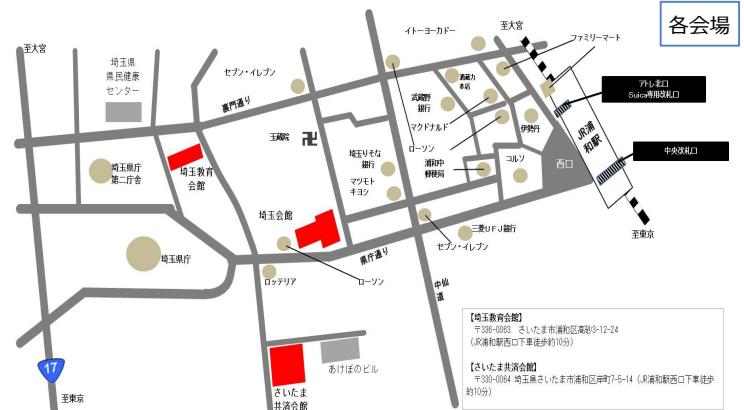 各会場
至大宮
埼玉県
県民健康
センター
セブン・イレブン
イトーヨーカドー
至大宮
ファミリーマート
裏門通り
酒蔵力
本店
武蔵野
銀行
マクドナルド
ローソン
伊勢丹
アトレ北口
Suica専用改札口
JR浦和駅
中央改札口
玉蔵院
卍
埼玉りそな
銀行
マツモト
キヨシ
浦和中
郵便局
コルソ
西口
埼玉教育
会館
埼玉県庁
第二庁舎
埼玉会館
埼玉県庁
県庁通り
三菱UFJ銀行
セブン・イレブン
至東京
ロッテリア
ローソン
中仙道
17
至東京
さいたま
共済会館
あけぼのビル
【埼玉教育会館】
〒336-0063 さいたま市浦和区高砂3-12-24
(JR浦和駅西口下車徒歩約10分)
【さいたま共済会館】
〒330-0064 埼玉県さいたま市浦和区岸町7-5-14 (JR浦和駅西口下車徒歩
約10分)